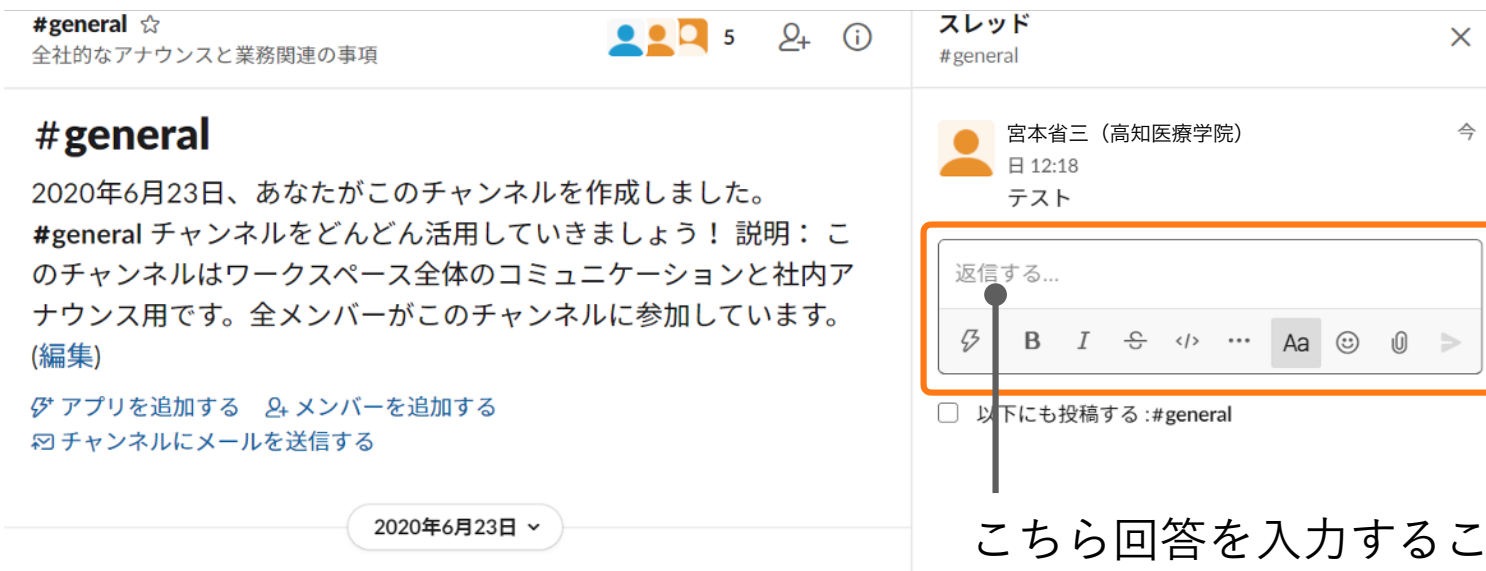 #general
全社的なアナウンスと業務関連の事項
5
#general
2020年6月23日、あなたがこのチャンネルを作成しました。
#general チャンネルをどんどん活用していきましょう! 説明: こ
のチャンネルはワークスペース全体のコミュニケーションと社内ア
ナウンス用です。全メンバーがこのチャンネルに参加しています。
(編集)
アプリを追加する メンバーを追加する
チャンネルにメールを送信する
2020年6月23日
スレッド
#general
宮本省三(高知医療学院) 今
日 12:18
テスト
返信する...
B I S </> ... Aa
以下にも投稿する :#general
こちら回答を入力するこ